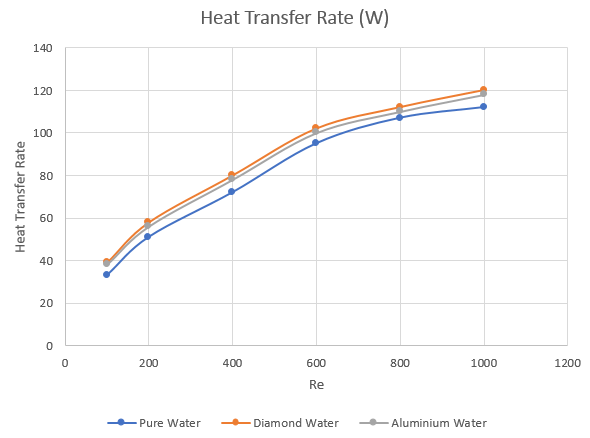 Heat Transfer Rate (W)
140
120
100
80
60
40
20
0
Heat Transfer Rate
0 200 400 600 800 1000 1200
Re
Pure Water Diamond Water Aluminium Water